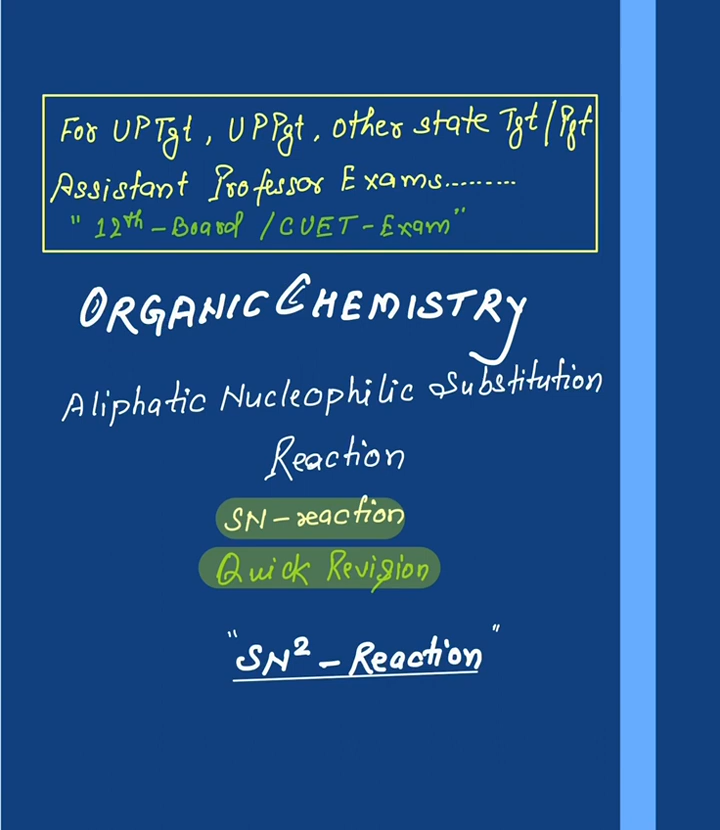 For UPTgt, UPPgt, other state Tgt/Pgt
Assistant Professor Exams.........
"12th-Board/CUET-Exam"
ORGANIC CHEMISTRY
Aliphatic Nucleophilic Substitution
Reaction
SN-reaction
Quick Revision
"SN²-Reaction"